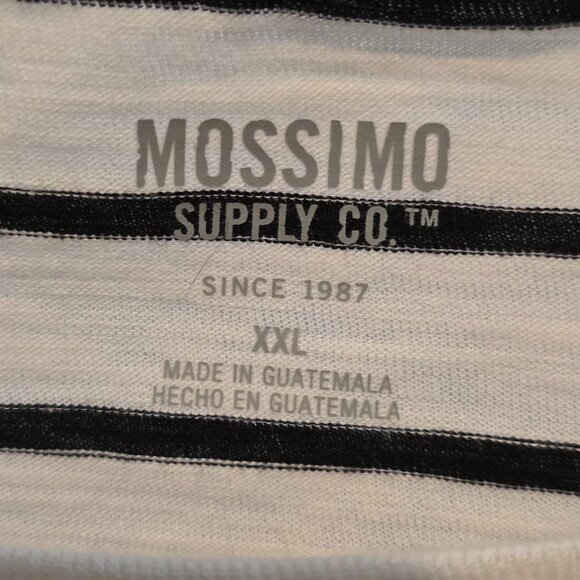 MOSSIMO
SUPPLY CO.™
SINCE 1987
XXL
MADE IN GUATEMALA
HECHO EN GUATEMALA